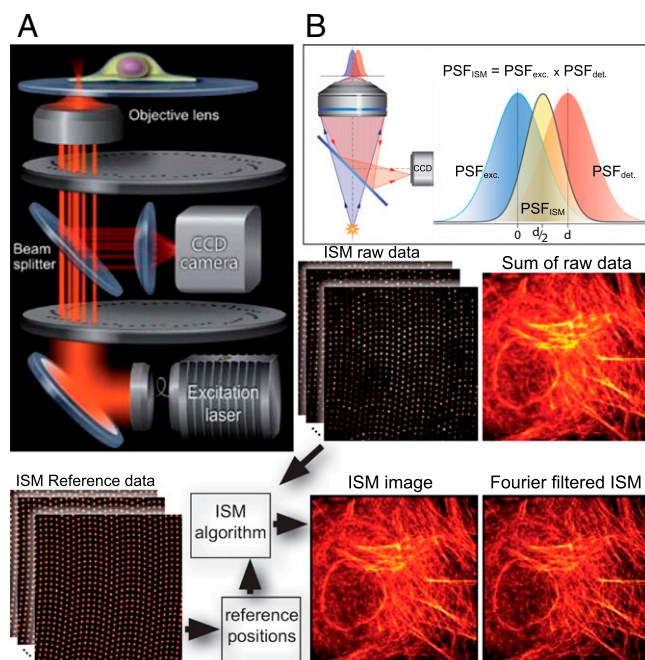 A
Objective lens
Beam
splitter
CCD
camera
Excitation
laser
B
PSFISM = PSFexc. x PSFdet.
CCD
PSFexc.
PSFdet.
PSFISM
0
d/2
d
ISM raw data
Sum of raw data
ISM Reference data
ISM
algorithm
reference
positions
ISM image
Fourier filtered ISM